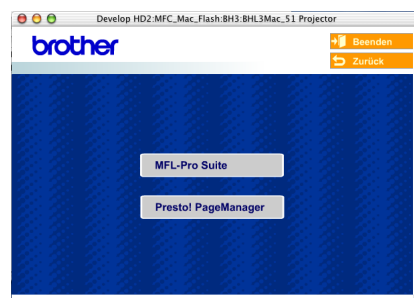 Develop HD2:MFC_Mac_Flash:BH3:BHL3Mac_51 Projector
brother
Beenden
Zurück
MFL-Pro Suite
Presto! PageManager